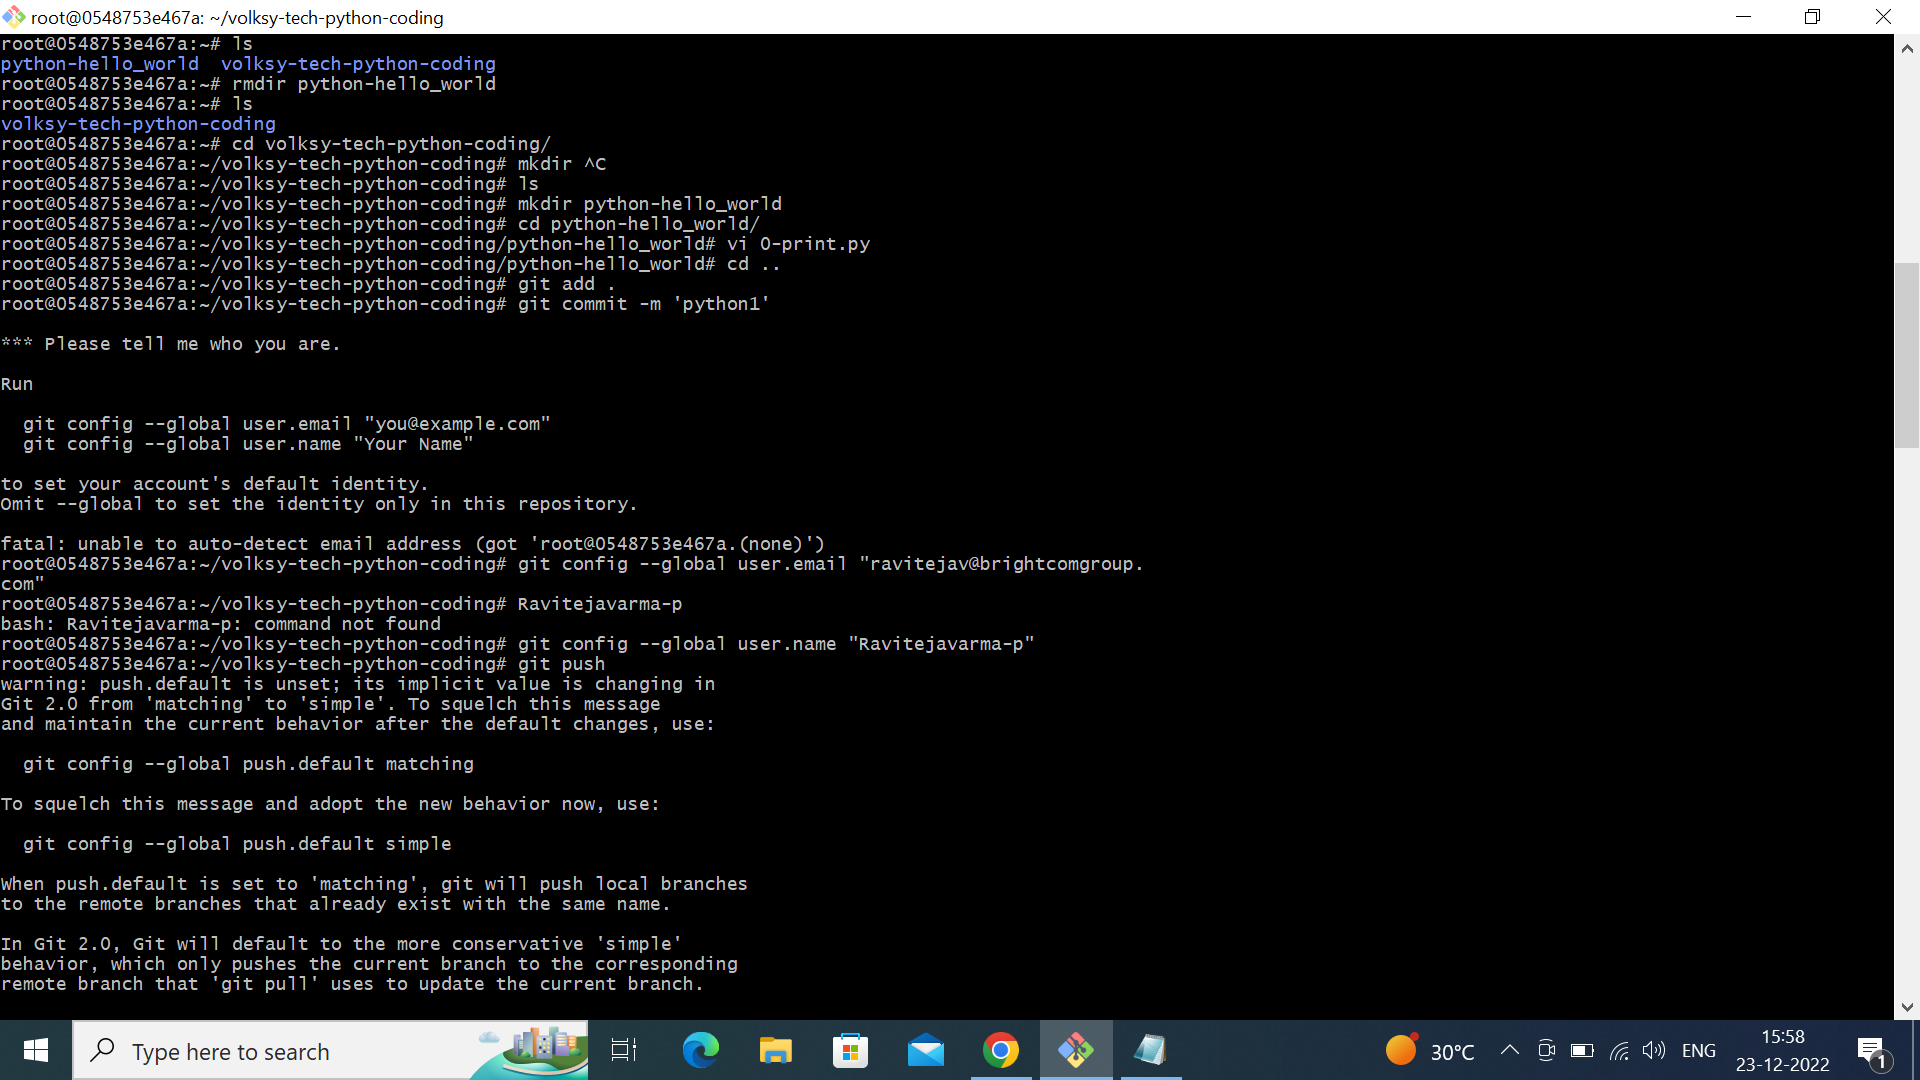 root@0548753e467a: ~/volksy-tech-python-coding
root@0548753e467a:~# ls
python-hello_world  volksy-tech-python-coding
root@0548753e467a:~# rmdir python-hello_world
root@0548753e467a:~# ls
volksy-tech-python-coding
root@0548753e467a:~# cd volksy-tech-python-coding/
root@0548753e467a:~/volksy-tech-python-coding# mkdir ^C
root@0548753e467a:~/volksy-tech-python-coding# ls
root@0548753e467a:~/volksy-tech-python-coding# mkdir python-hello_world
root@0548753e467a:~/volksy-tech-python-coding# cd python-hello_world/
root@0548753e467a:~/volksy-tech-python-coding/python-hello_world# vi 0-print.py
root@0548753e467a:~/volksy-tech-python-coding/python-hello_world# cd ..
root@0548753e467a:~/volksy-tech-python-coding# git add .
root@0548753e467a:~/volksy-tech-python-coding# git commit -m 'python1'
*** Please tell me who you are.
Run
  git config --global user.email "you@example.com"
  git config --global user.name "Your Name"
to set your account's default identity.
Omit --global to set the identity only in this repository.
fatal: unable to auto-detect email address (got 'root@0548753e467a.(none)')
root@0548753e467a:~/volksy-tech-python-coding# git config --global user.email "ravitejav@brightcomgroup.
com"
root@0548753e467a:~/volksy-tech-python-coding# Ravitejavarma-p
bash: Ravitejavarma-p: command not found
root@0548753e467a:~/volksy-tech-python-coding# git config --global user.name "Ravitejavarma-p"
root@0548753e467a:~/volksy-tech-python-coding# git push
warning: push.default is unset; its implicit value is changing in
Git 2.0 from 'matching' to 'simple'. To squelch this message
and maintain the current behavior after the default changes, use:
  git config --global push.default matching
To squelch this message and adopt the new behavior now, use:
  git config --global push.default simple
When push.default is set to 'matching', git will push local branches
to the remote branches that already exist with the same name.
In Git 2.0, Git will default to the more conservative 'simple'
behavior, which only pushes the current branch to the corresponding
remote branch that 'git pull' uses to update the current branch.
Type here to search
30°C
ENG
15:58
23-12-2022
1